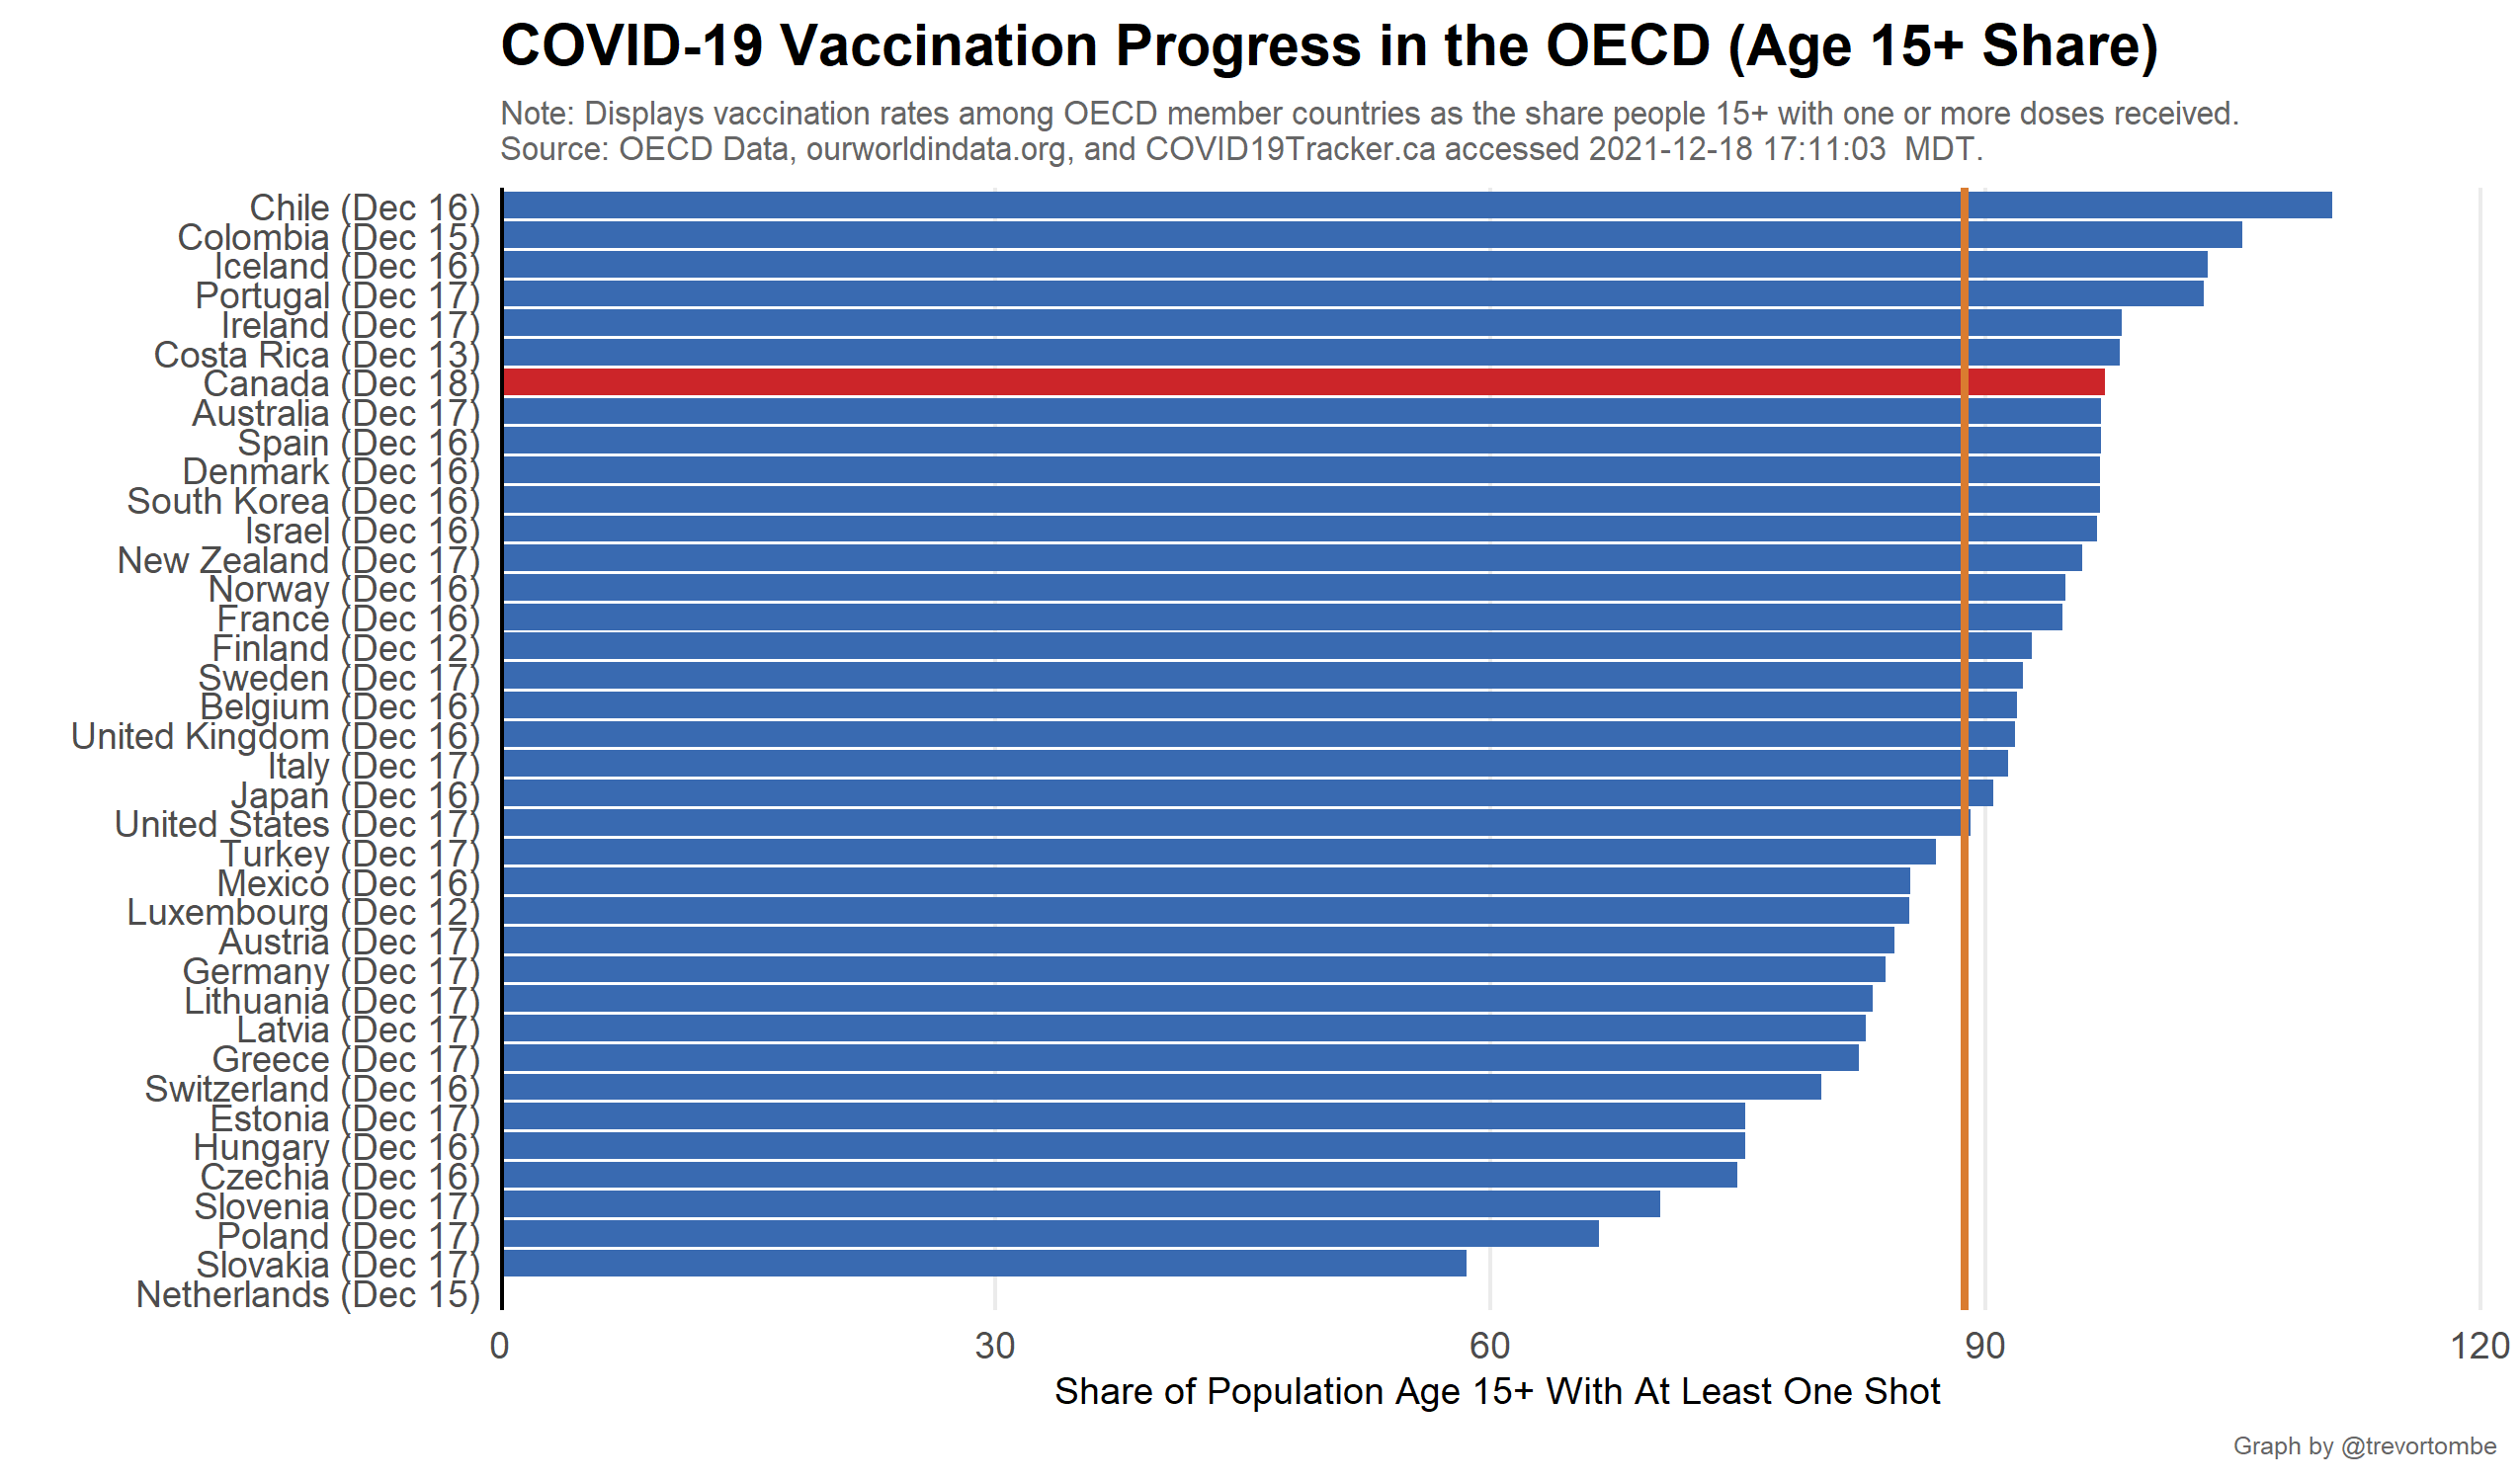 COVID-19 Vaccination Progress in the OECD (Age 15+ Share)
Note: Displays vaccination rates among OECD member countries as the share people 15+ with one or more doses received.
Source: OECD Data, ourworldindata.org, and COVID19Tracker.ca accessed 2021-12-18 17:11:03  MDT.
Chile (Dec 16)
Colombia (Dec 15)
Iceland (Dec 16)
Portugal (Dec 17)
Ireland (Dec 17)
Costa Rica (Dec 13)
Canada (Dec 18)
Australia (Dec 17)
Spain (Dec 16)
Denmark (Dec 16)
South Korea (Dec 16)
Israel (Dec 16)
New Zealand (Dec 17)
Norway (Dec 16)
France (Dec 16)
Finland (Dec 12)
Sweden (Dec 17)
Belgium (Dec 16)
United Kingdom (Dec 16)
Italy (Dec 17)
Japan (Dec 16)
United States (Dec 17)
Turkey (Dec 17)
Mexico (Dec 16)
Luxembourg (Dec 12)
Austria (Dec 17)
Germany (Dec 17)
Lithuania (Dec 17)
Latvia (Dec 17)
Greece (Dec 17)
Switzerland (Dec 16)
Estonia (Dec 17)
Hungary (Dec 16)
Czechia (Dec 16)
Slovenia (Dec 17)
Poland (Dec 17)
Slovakia (Dec 17)
Netherlands (Dec 15)
0 30 60 90 120
Share of Population Age 15+ With At Least One Shot
Graph by @trevortombe